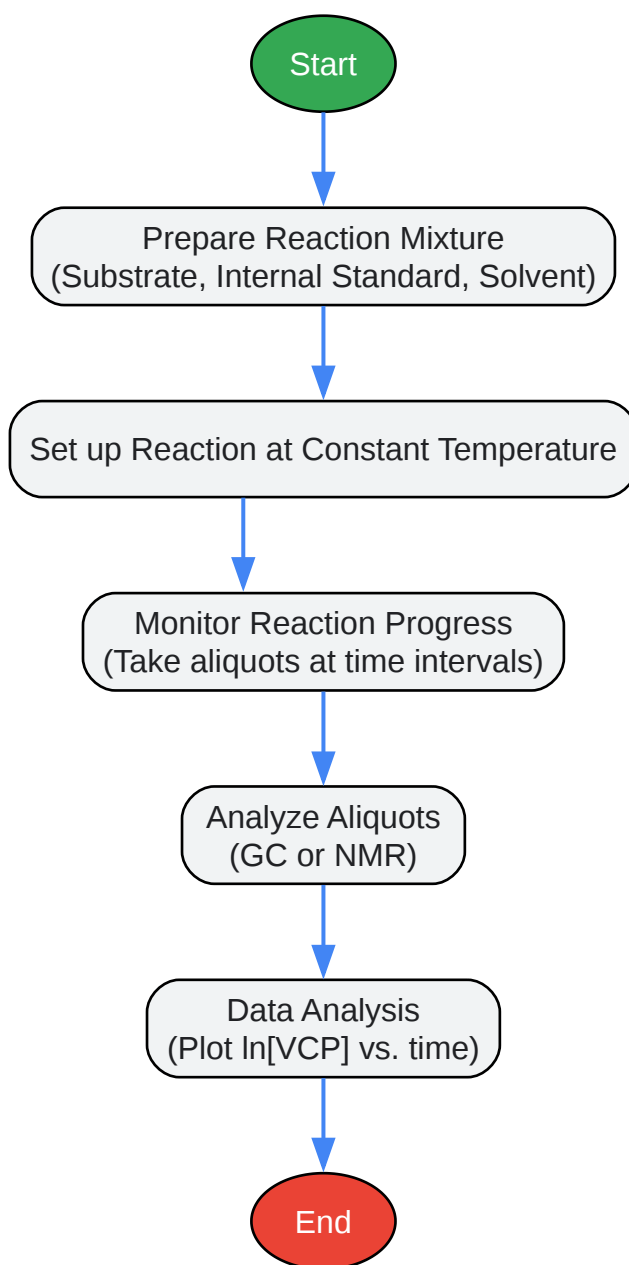 Start
Prepare Reaction Mixture
(Substrate, Internal Standard, Solvent)
Set up Reaction at Constant Temperature
Monitor Reaction Progress
(Take aliquots at time intervals)
Analyze Aliquots
(GC or NMR)
Data Analysis
(Plot ln[VCP] vs. time)
End